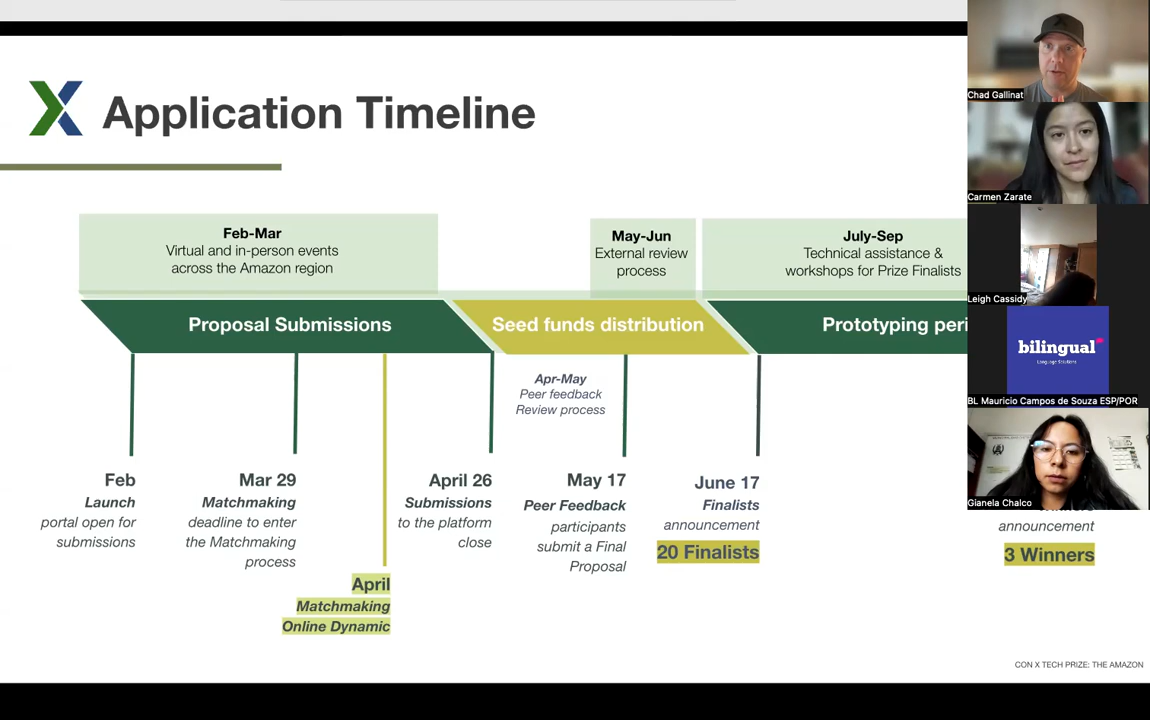 Application Timeline
Feb-Mar
Virtual and in-person events
across the Amazon region
May-Jun
External review
process
July-Sep
Technical assistance &
workshops for Prize Finalists
Proposal Submissions
Seed funds distribution
Prototyping peri
Apr-May
Peer feedback
Review process
Feb
Launch
portal open for
submissions
Mar 29
Matchmaking
deadline to enter
the Matchmaking
process
April
Matchmaking
Online Dynamic
April 26
Submissions
to the platform
close
May 17
Peer Feedback
participants
submit a Final
Proposal
June 17
Finalists
announcement
20 Finalists
announcement
3 Winners
CON X TECH PRIZE: THE AMAZON
Chad Gallinat
Carmen Zarate
Leigh Cassidy
bilingual
Language Solutions
BL Mauricio Campos de Souza ESP/POR
Gianela Chalco